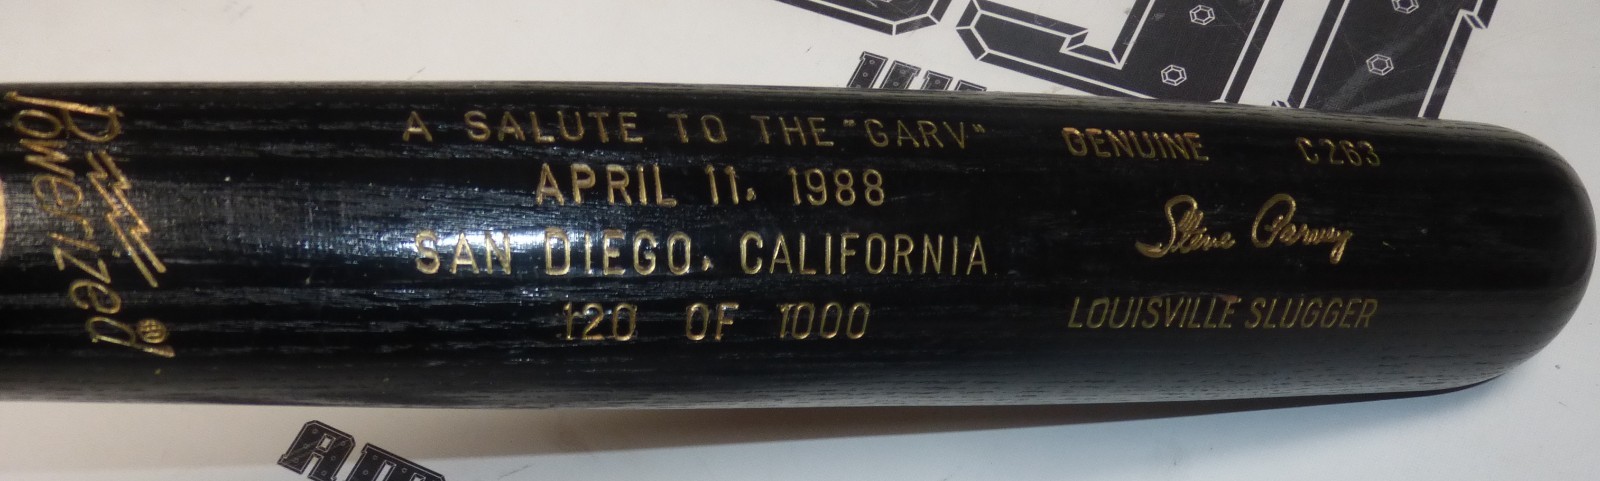 Powerized
A SALUTE TO THE "GARV"
APRIL 11, 1988
SAN DIEGO, CALIFORNIA
120 OF 1000
GENUINE C263
Steve Garvey
LOUISVILLE SLUGGER